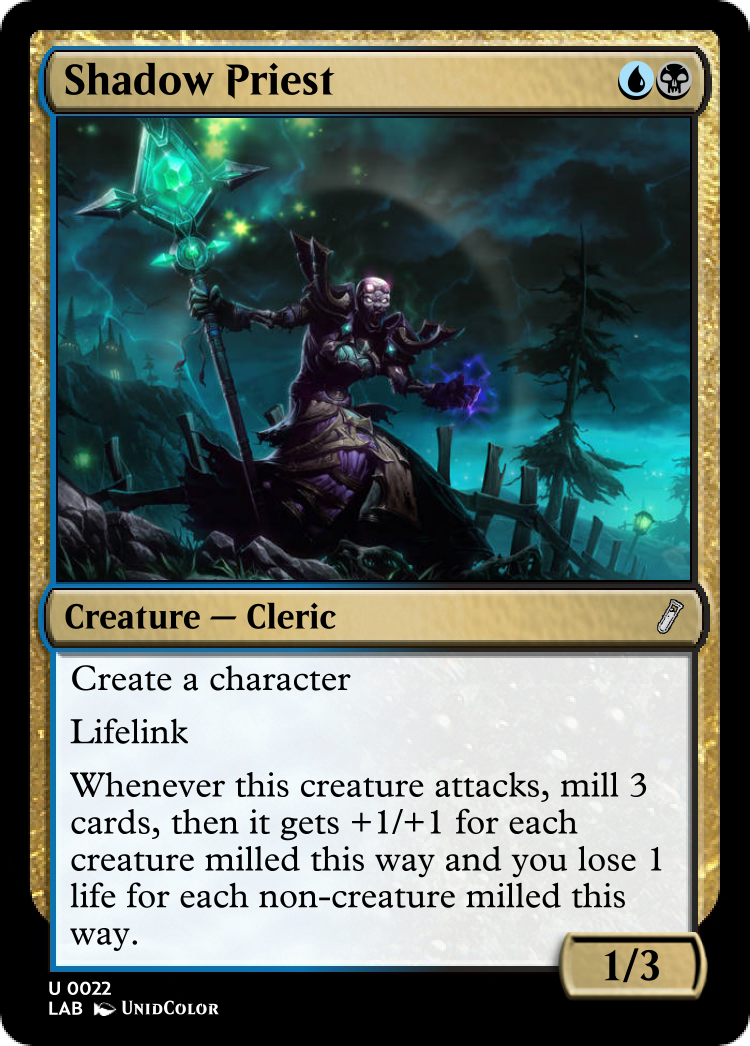 Shadow Priest
Creature — Cleric
Create a character
Lifelink
Whenever this creature attacks, mill 3
cards, then it gets +1/+1 for each
creature milled this way and you lose 1
life for each non-creature milled this
way.
1/3
U 0022
LAB UnidColor